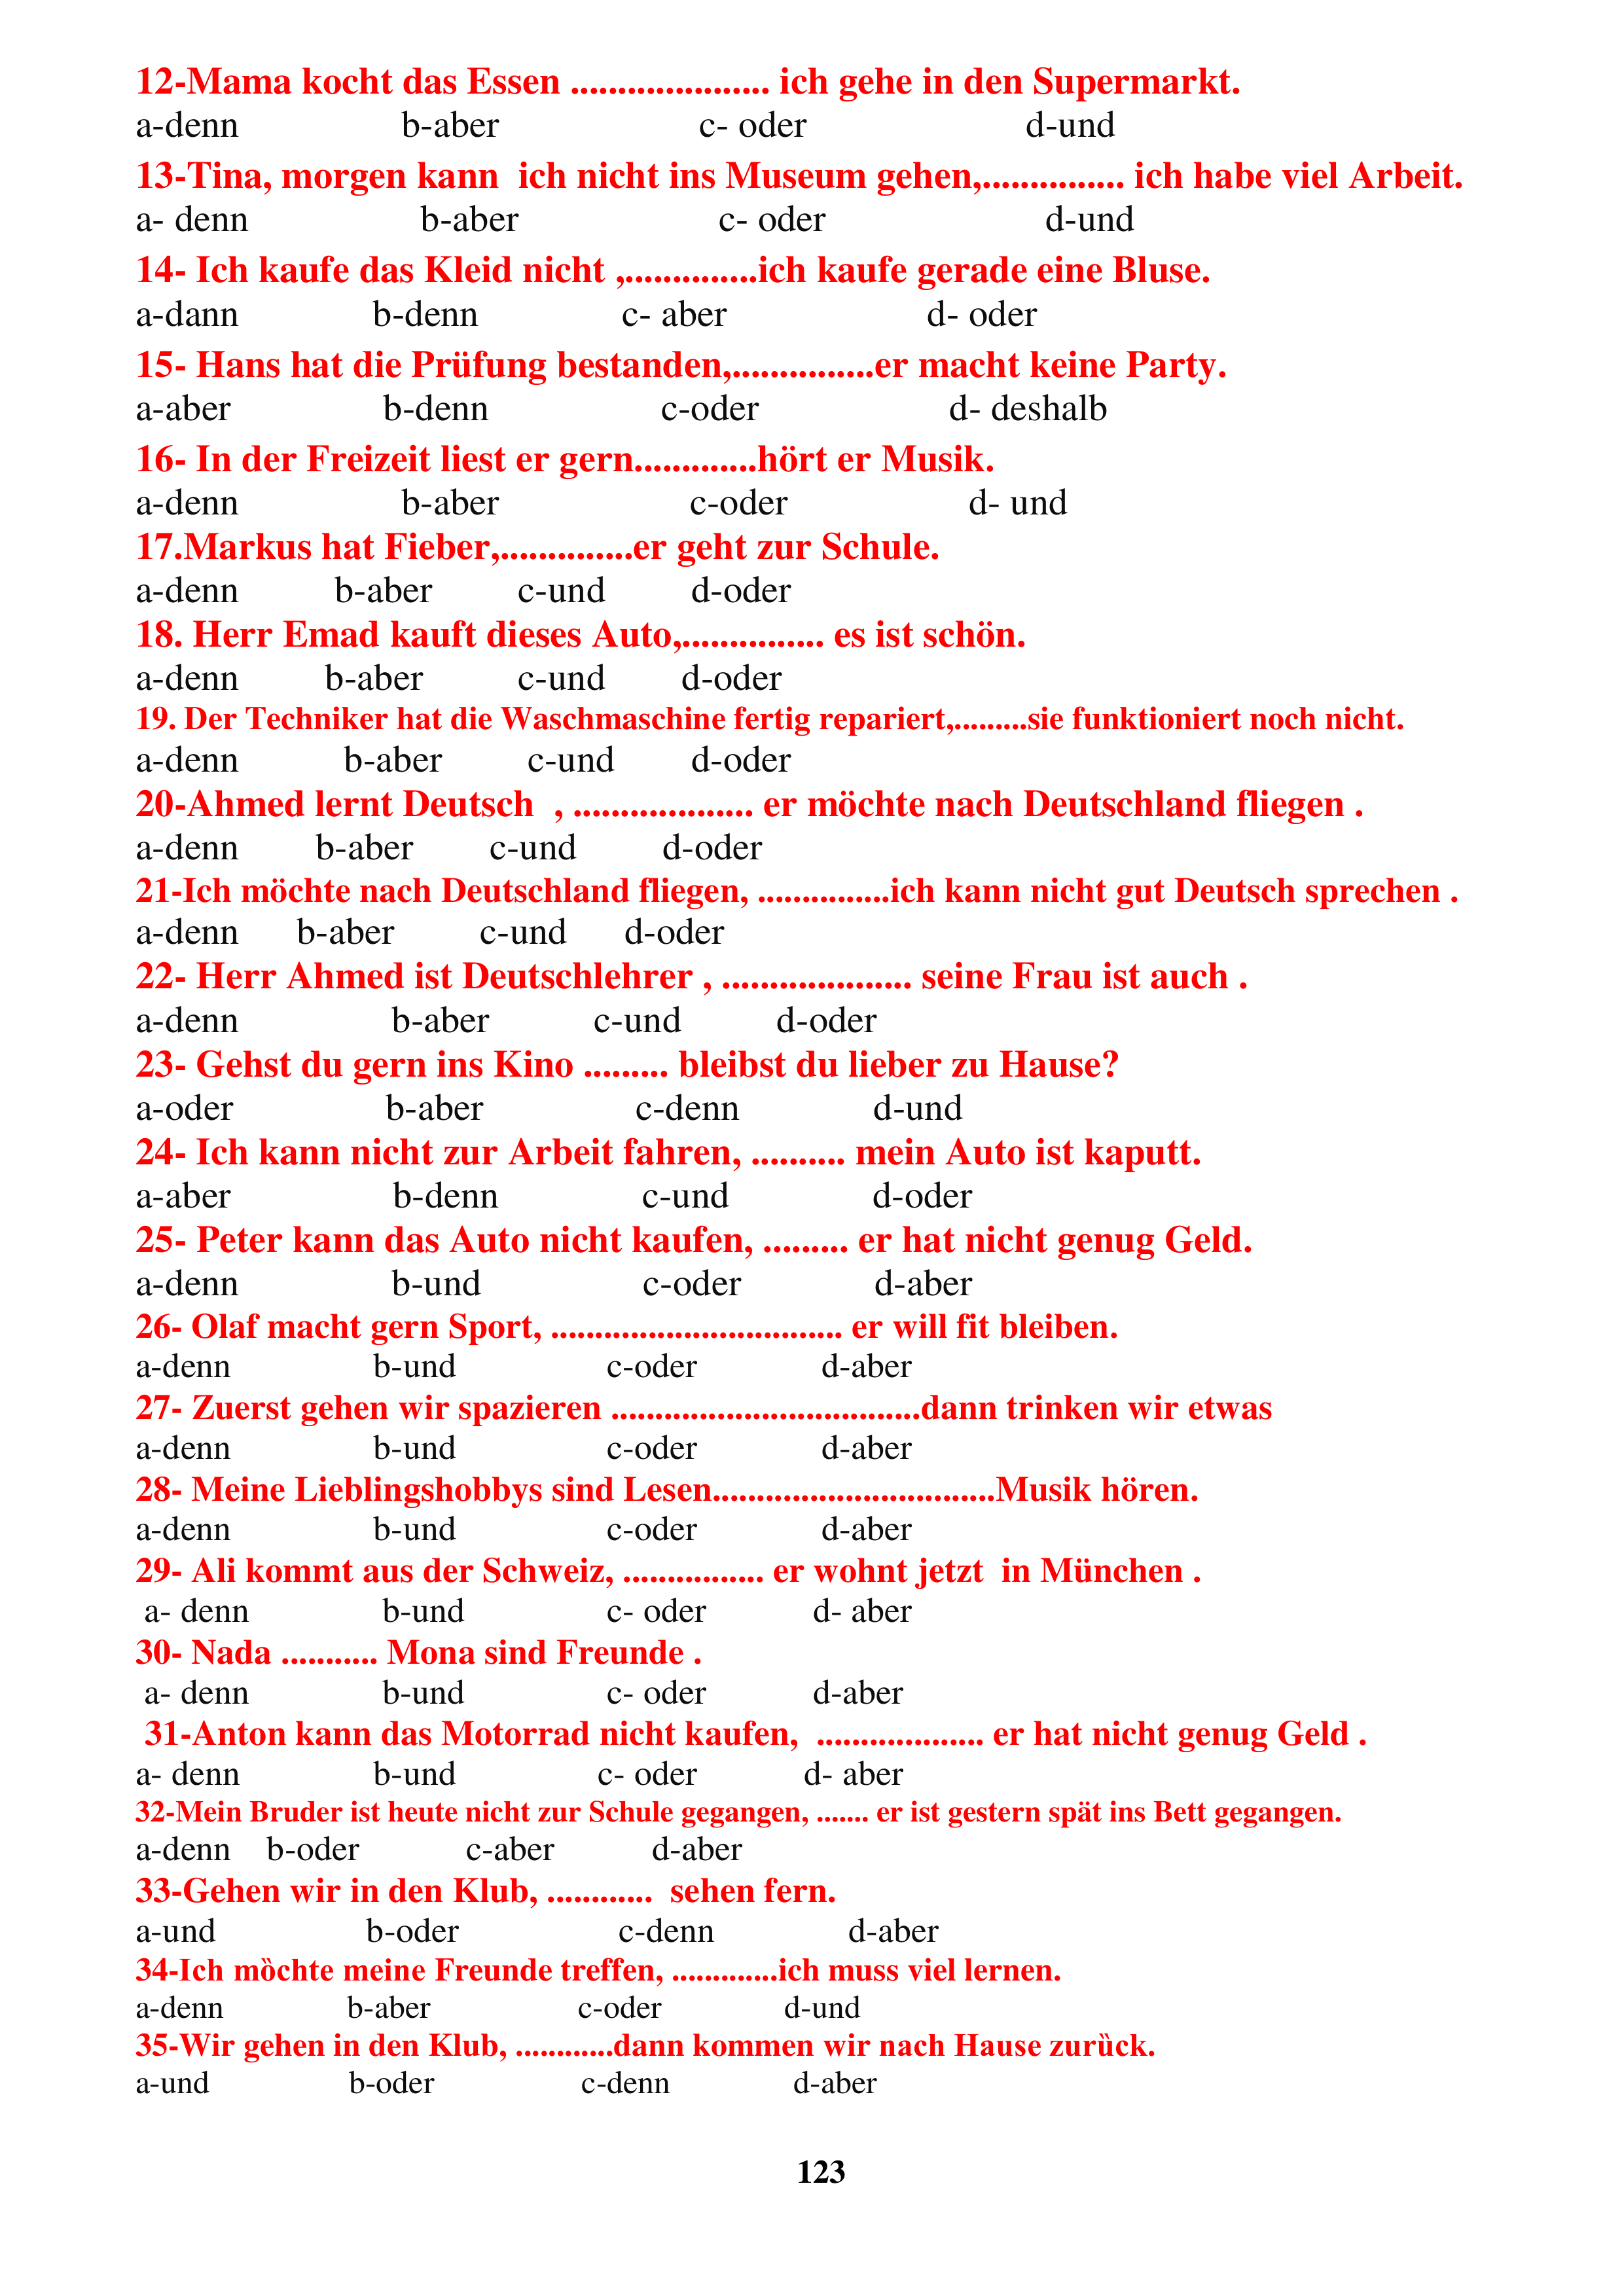 12-Mama kocht das Essen ..................... ich gehe in den Supermarkt.
a-denn b-aber c- oder d-und
13-Tina, morgen kann ich nicht ins Museum gehen,............... ich habe viel Arbeit.
a- denn b-aber c- oder d-und
14- Ich kaufe das Kleid nicht ,..............ich kaufe gerade eine Bluse.
a-dann b-denn c- aber d- oder
15- Hans hat die Prüfung bestanden,...............er macht keine Party.
a-aber b-denn c-oder d- deshalb
16- In der Freizeit liest er gern.............hört er Musik.
a-denn b-aber c-oder d- und
17.Markus hat Fieber,..............er geht zur Schule.
a-denn b-aber c-und d-oder
18. Herr Emad kauft dieses Auto,............... es ist schön.
a-denn b-aber c-und d-oder
19. Der Techniker hat die Waschmaschine fertig repariert,.........sie funktioniert noch nicht.
a-denn b-aber c-und d-oder
20-Ahmed lernt Deutsch , ................... er möchte nach Deutschland fliegen .
a-denn b-aber c-und d-oder
21-Ich möchte nach Deutschland fliegen, ...............ich kann nicht gut Deutsch sprechen .
a-denn b-aber c-und d-oder
22- Herr Ahmed ist Deutschlehrer , .................... seine Frau ist auch .
a-denn b-aber c-und d-oder
23- Gehst du gern ins Kino ......... bleibst du lieber zu Hause?
a-oder b-aber c-denn d-und
24- Ich kann nicht zur Arbeit fahren, .......... mein Auto ist kaputt.
a-aber b-denn c-und d-oder
25- Peter kann das Auto nicht kaufen, ......... er hat nicht genug Geld.
a-denn b-und c-oder d-aber
26- Olaf macht gern Sport, ................................. er will fit bleiben.
a-denn b-und c-oder d-aber
27- Zuerst gehen wir spazieren ...................................dann trinken wir etwas
a-denn b-und c-oder d-aber
28- Meine Lieblingshobbys sind Lesen................................Musik hören.
a-denn b-und c-oder d-aber
29- Ali kommt aus der Schweiz, ................ er wohnt jetzt in München .
a- denn b-und c- oder d- aber
30- Nada ........... Mona sind Freunde .
a- denn b-und c- oder d-aber
31-Anton kann das Motorrad nicht kaufen, ................... er hat nicht genug Geld .
a- denn b-und c- oder d- aber
32-Mein Bruder ist heute nicht zur Schule gegangen, ....... er ist gestern spät ins Bett gegangen.
a-denn b-oder c-aber d-aber
33-Gehen wir in den Klub, ............ sehen fern.
a-und b-oder c-denn d-aber
34-Ich mȍchte meine Freunde treffen, .............ich muss viel lernen.
a-denn b-aber c-oder d-und
35-Wir gehen in den Klub, ............dann kommen wir nach Hause zurȕck.
a-und b-oder c-denn d-aber
123